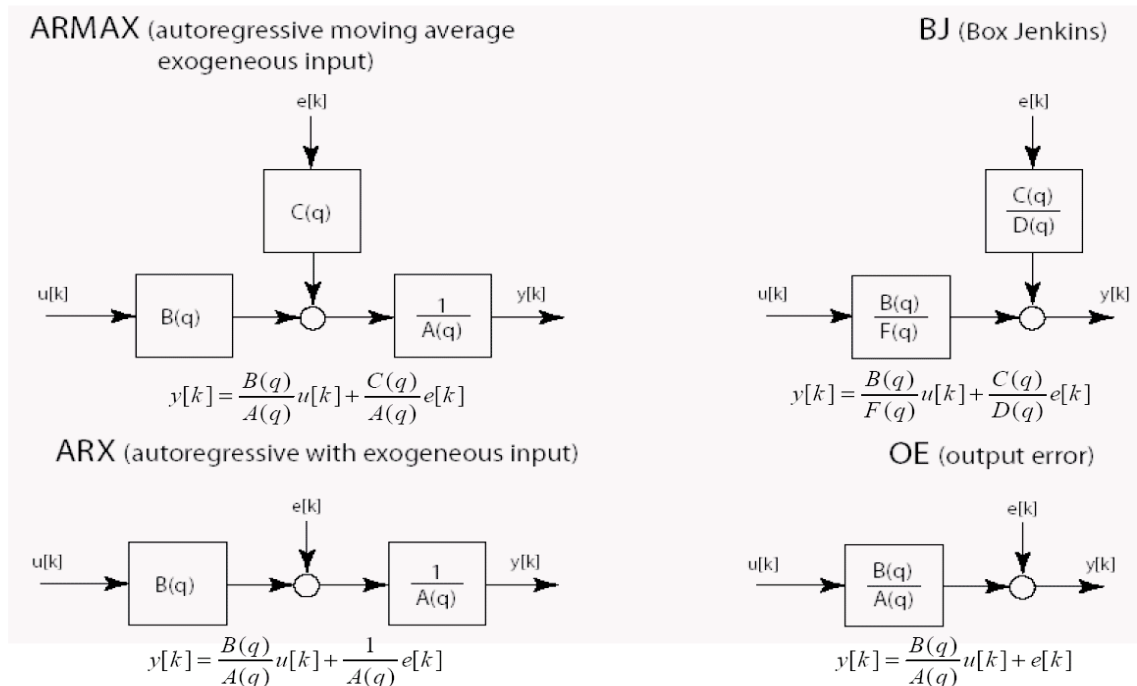 ARMAX (autoregressive moving average
exogeneous input)
e[k]
C(q)
u[k]
B(q)
1
A(q)
y[k]
y[k] = B(q)/A(q) u[k] + C(q)/A(q) e[k]
BJ (Box Jenkins)
e[k]
C(q)
D(q)
u[k]
B(q)
F(q)
y[k]
y[k] = B(q)/F(q) u[k] + C(q)/D(q) e[k]
ARX (autoregressive with exogeneous input)
e[k]
u[k]
B(q)
1
A(q)
y[k]
y[k] = B(q)/A(q) u[k] + 1/A(q) e[k]
OE (output error)
e[k]
u[k]
B(q)
A(q)
y[k]
y[k] = B(q)/A(q) u[k] + e[k]